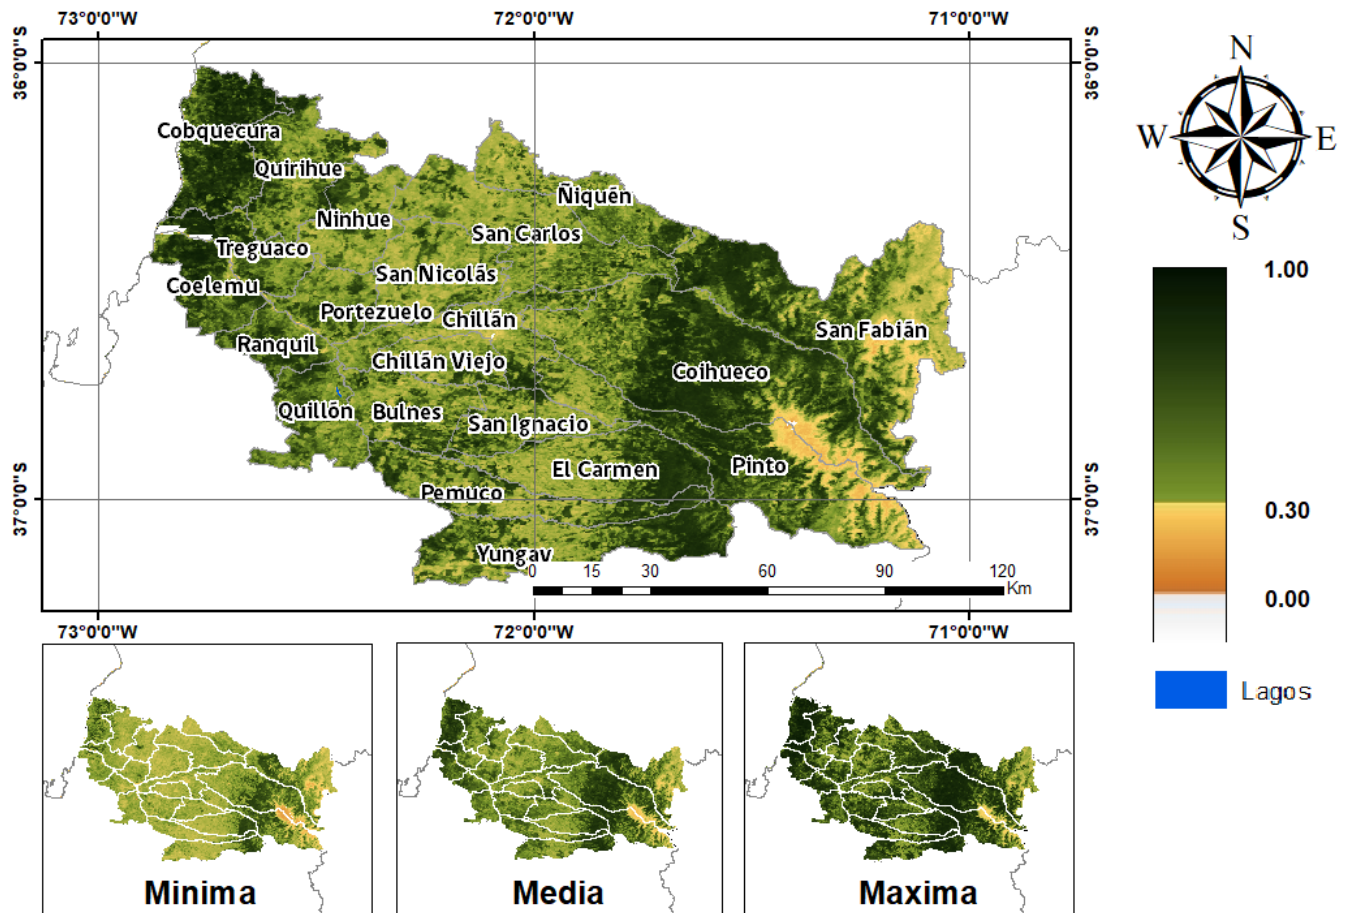 73°0'0"W 72°0'0"W 71°0'0"W
36°0'0"S 36°0'0"S
N
W E
S
Cobquecura
Quirihue
Ñiquén
Ninhue
San Carlos
Treguaco
San Nicolás
Coelemu
1.00
Portezuelo
Chillán
San Fabián
Ranquil
Chillán Viejo
Coihueco
Quillón
Bulnes
San Ignacio
El Carmen
Pinto
37°0'0"S 37°0'0"S
Pemuco
0.30
Yungav
0 15 30 60 90 120
Km
0.00
73°0'0"W 72°0'0"W 71°0'0"W
Lagos
Minima
Media
Maxima